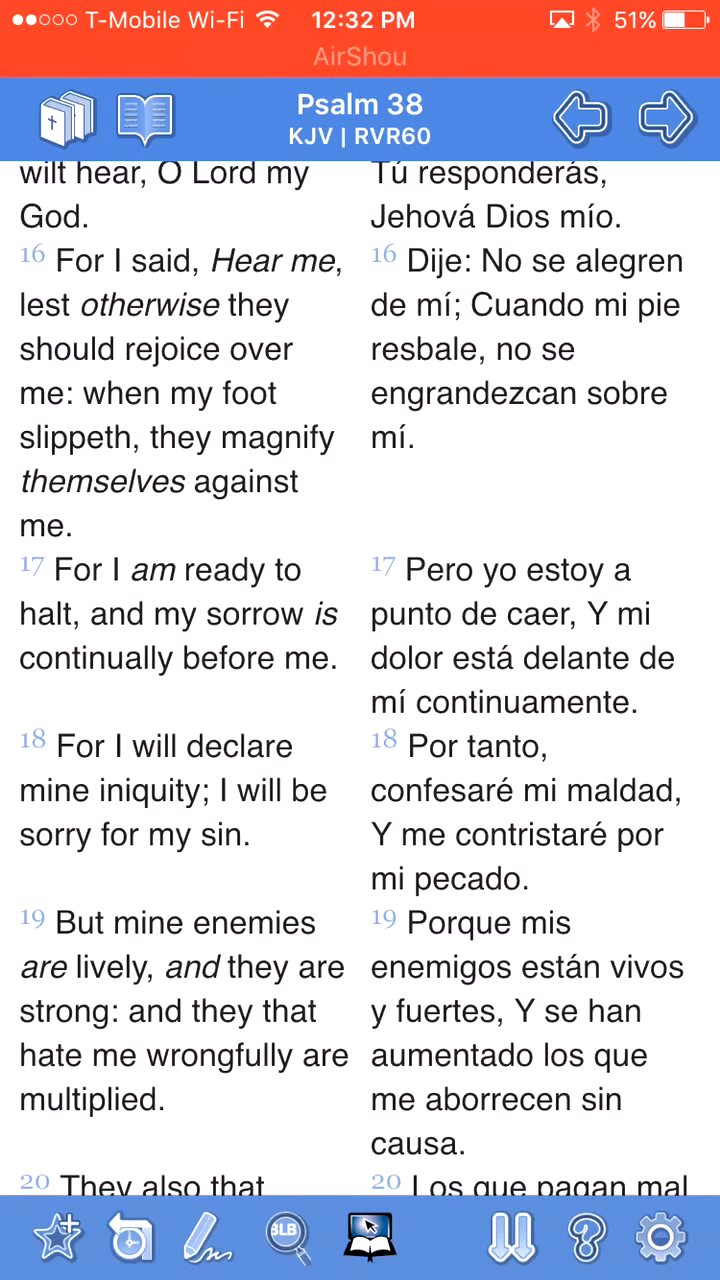 T-Mobile Wi-Fi 12:32 PM 51%
AirShou
Psalm 38
KJV | RVR60
wilt hear, O Lord my
God.
16 For I said, Hear me,
lest otherwise they
should rejoice over
me: when my foot
slippeth, they magnify
themselves against
me.
17 For I am ready to
halt, and my sorrow is
continually before me.
18 For I will declare
mine iniquity; I will be
sorry for my sin.
19 But mine enemies
are lively, and they are
strong: and they that
hate me wrongfully are
multiplied.
20 They also that
Tú responderás,
Jehová Dios mío.
16 Dije: No se alegren
de mí; Cuando mi pie
resbale, no se
engrandezcan sobre
mí.
17 Pero yo estoy a
punto de caer, Y mi
dolor está delante de
mí continuamente.
18 Por tanto,
confesaré mi maldad,
Y me contristaré por
mi pecado.
19 Porque mis
enemigos están vivos
y fuertes, Y se han
aumentado los que
me aborrecen sin
causa.
20 Los que pagan mal
BLB